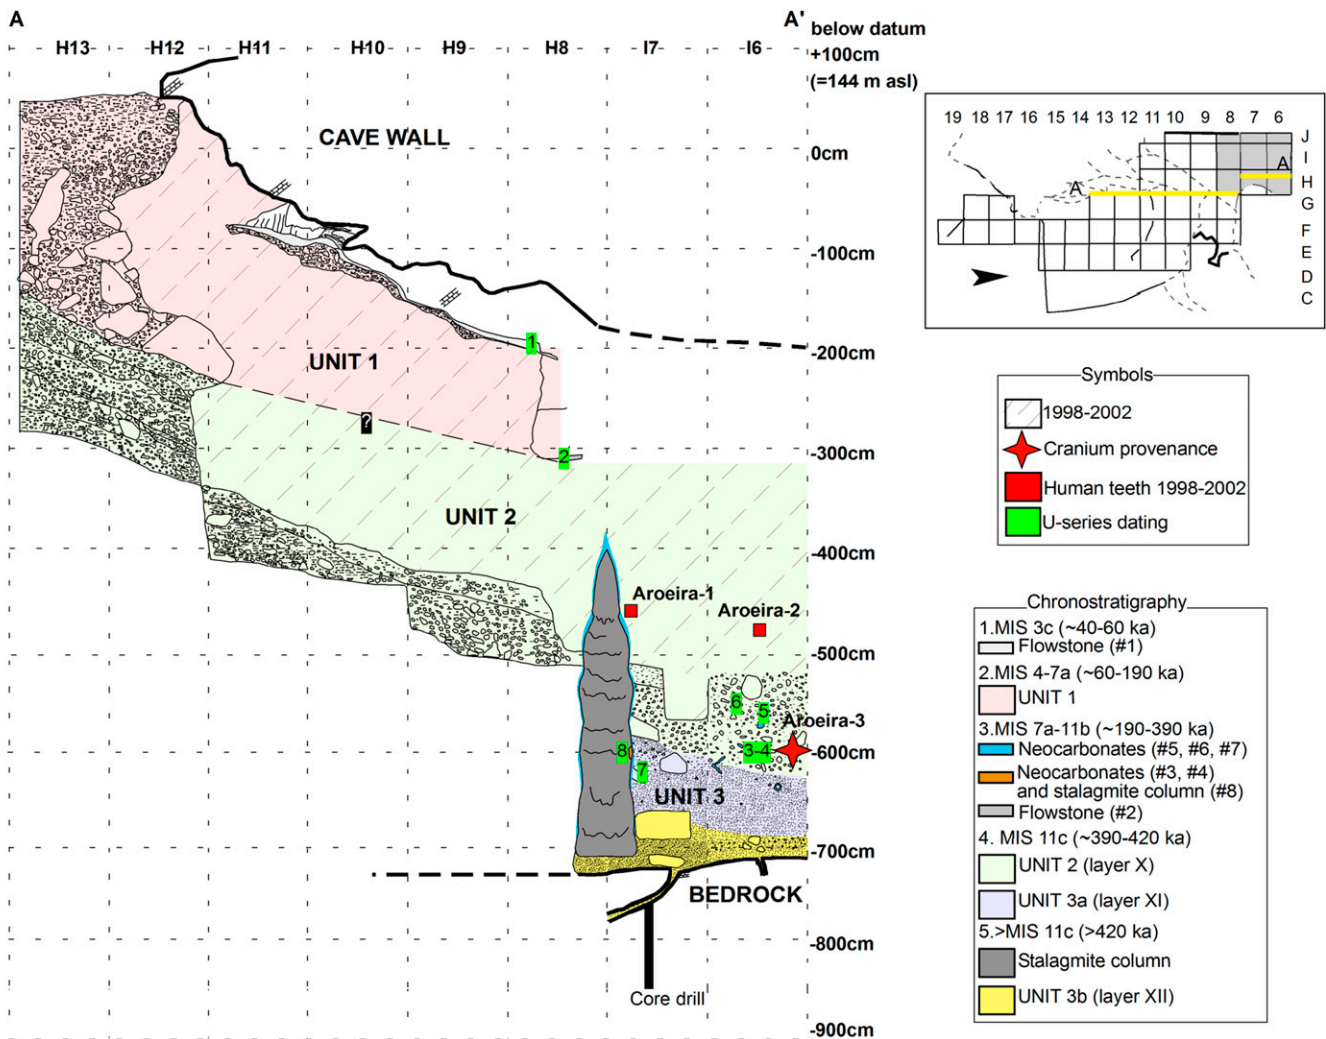 A
A'
H13
H12
H11
H10
H9
H8
I7
I6
below datum
+100cm
(=144 m asl)
CAVE WALL
0cm
-100cm
1
-200cm
UNIT 1
?
2
-300cm
UNIT 2
-400cm
Aroeira-1
Aroeira-2
-500cm
6
5
Aroeira-3
8
3-4
-600cm
7
UNIT 3
-700cm
BEDROCK
-800cm
Core drill
-900cm
19 18 17 16 15 14 13 12 11 10 9 8 7 6
J
I
H
G
F
E
D
C
A
A'
Symbols
1998-2002
Cranium provenance
Human teeth 1998-2002
U-series dating
Chronostratigraphy
1.MIS 3c (~40-60 ka)
Flowstone (#1)
2.MIS 4-7a (~60-190 ka)
UNIT 1
3.MIS 7a-11b (~190-390 ka)
Neocarbonates (#5, #6, #7)
Neocarbonates (#3, #4)
and stalagmite column (#8)
Flowstone (#2)
4. MIS 11c (~390-420 ka)
UNIT 2 (layer X)
UNIT 3a (layer XI)
5.>MIS 11c (>420 ka)
Stalagmite column
UNIT 3b (layer XII)